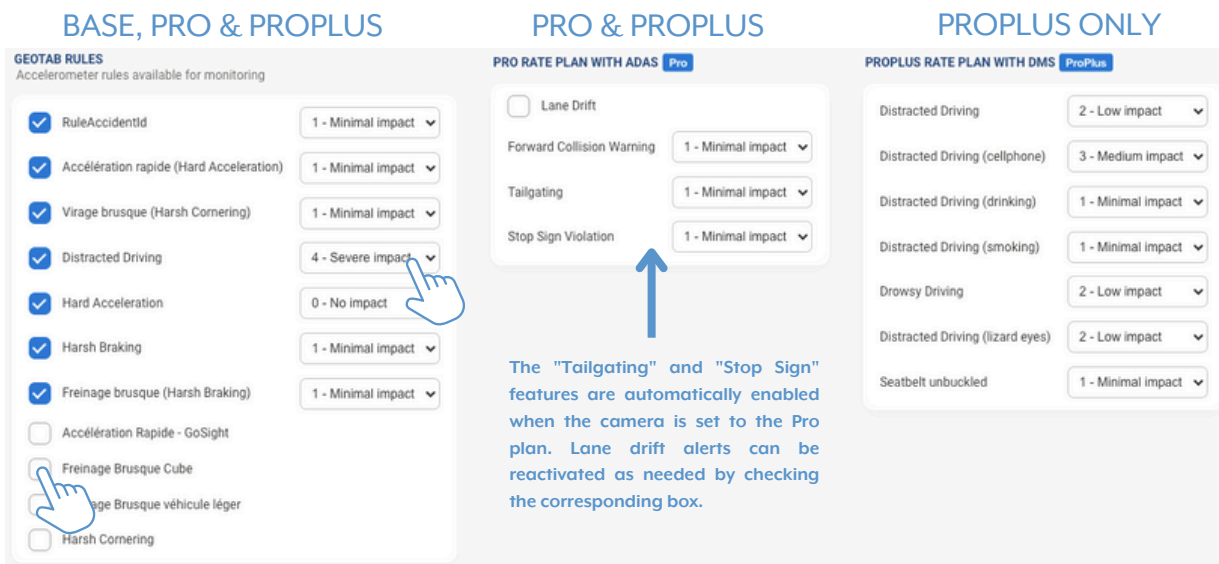 BASE, PRO & PROPLUS
GEOTAB RULES
Accelerometer rules available for monitoring
RuleAccidentId
1 - Minimal impact
Accélération rapide (Hard Acceleration)
1 - Minimal impact
Virage brusque (Harsh Cornering)
1 - Minimal impact
Distracted Driving
4 - Severe impact
Hard Acceleration
0 - No impact
Harsh Braking
1 - Minimal impact
Freinage brusque (Harsh Braking)
1 - Minimal impact
Accélération Rapide - GoSight
Freinage Brusque Cube
Brusque véhicule léger
Harsh Cornering
PRO & PROPLUS
PRO RATE PLAN WITH ADAS Pro
Lane Drift
Forward Collision Warning
1 - Minimal impact
Tailgating
1 - Minimal impact
Stop Sign Violation
1 - Minimal impact
The "Tailgating" and "Stop Sign"
features are automatically enabled
when the camera is set to the Pro
plan. Lane drift alerts can be
reactivated as needed by checking
the corresponding box.
PROPLUS ONLY
PROPLUS RATE PLAN WITH DMS ProPlus
Distracted Driving
2 - Low impact
Distracted Driving (cellphone)
3 - Medium impact
Distracted Driving (drinking)
1 - Minimal impact
Distracted Driving (smoking)
1 - Minimal impact
Drowsy Driving
2 - Low impact
Distracted Driving (lizard eyes)
2 - Low impact
Seatbelt unbuckled
1 - Minimal impact